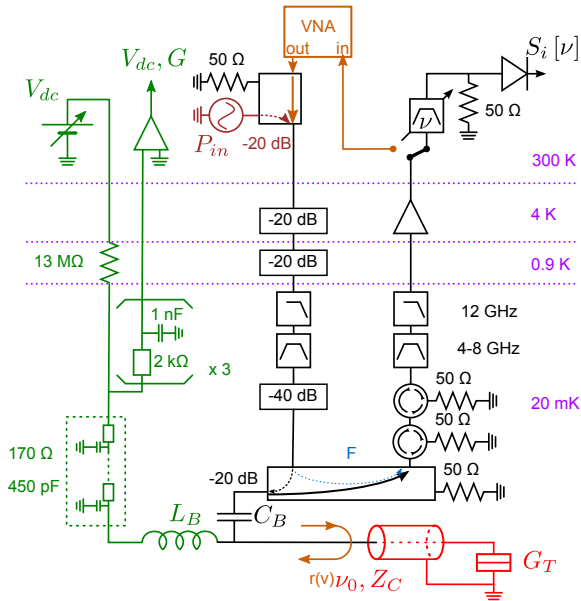 VNA
out in
50 Ω
V_dc, G
S_i [ν]
V_dc
ν
50 Ω
P_in
-20 dB
300 K
-20 dB
4 K
-20 dB
0.9 K
13 MΩ
1 nF
12 GHz
2 kΩ
x 3
4-8 GHz
50 Ω
-40 dB
20 mK
50 Ω
170 Ω
F
450 pF
-20 dB
50 Ω
L_B
C_B
r(ν)
ν_0, Z_C
G_T